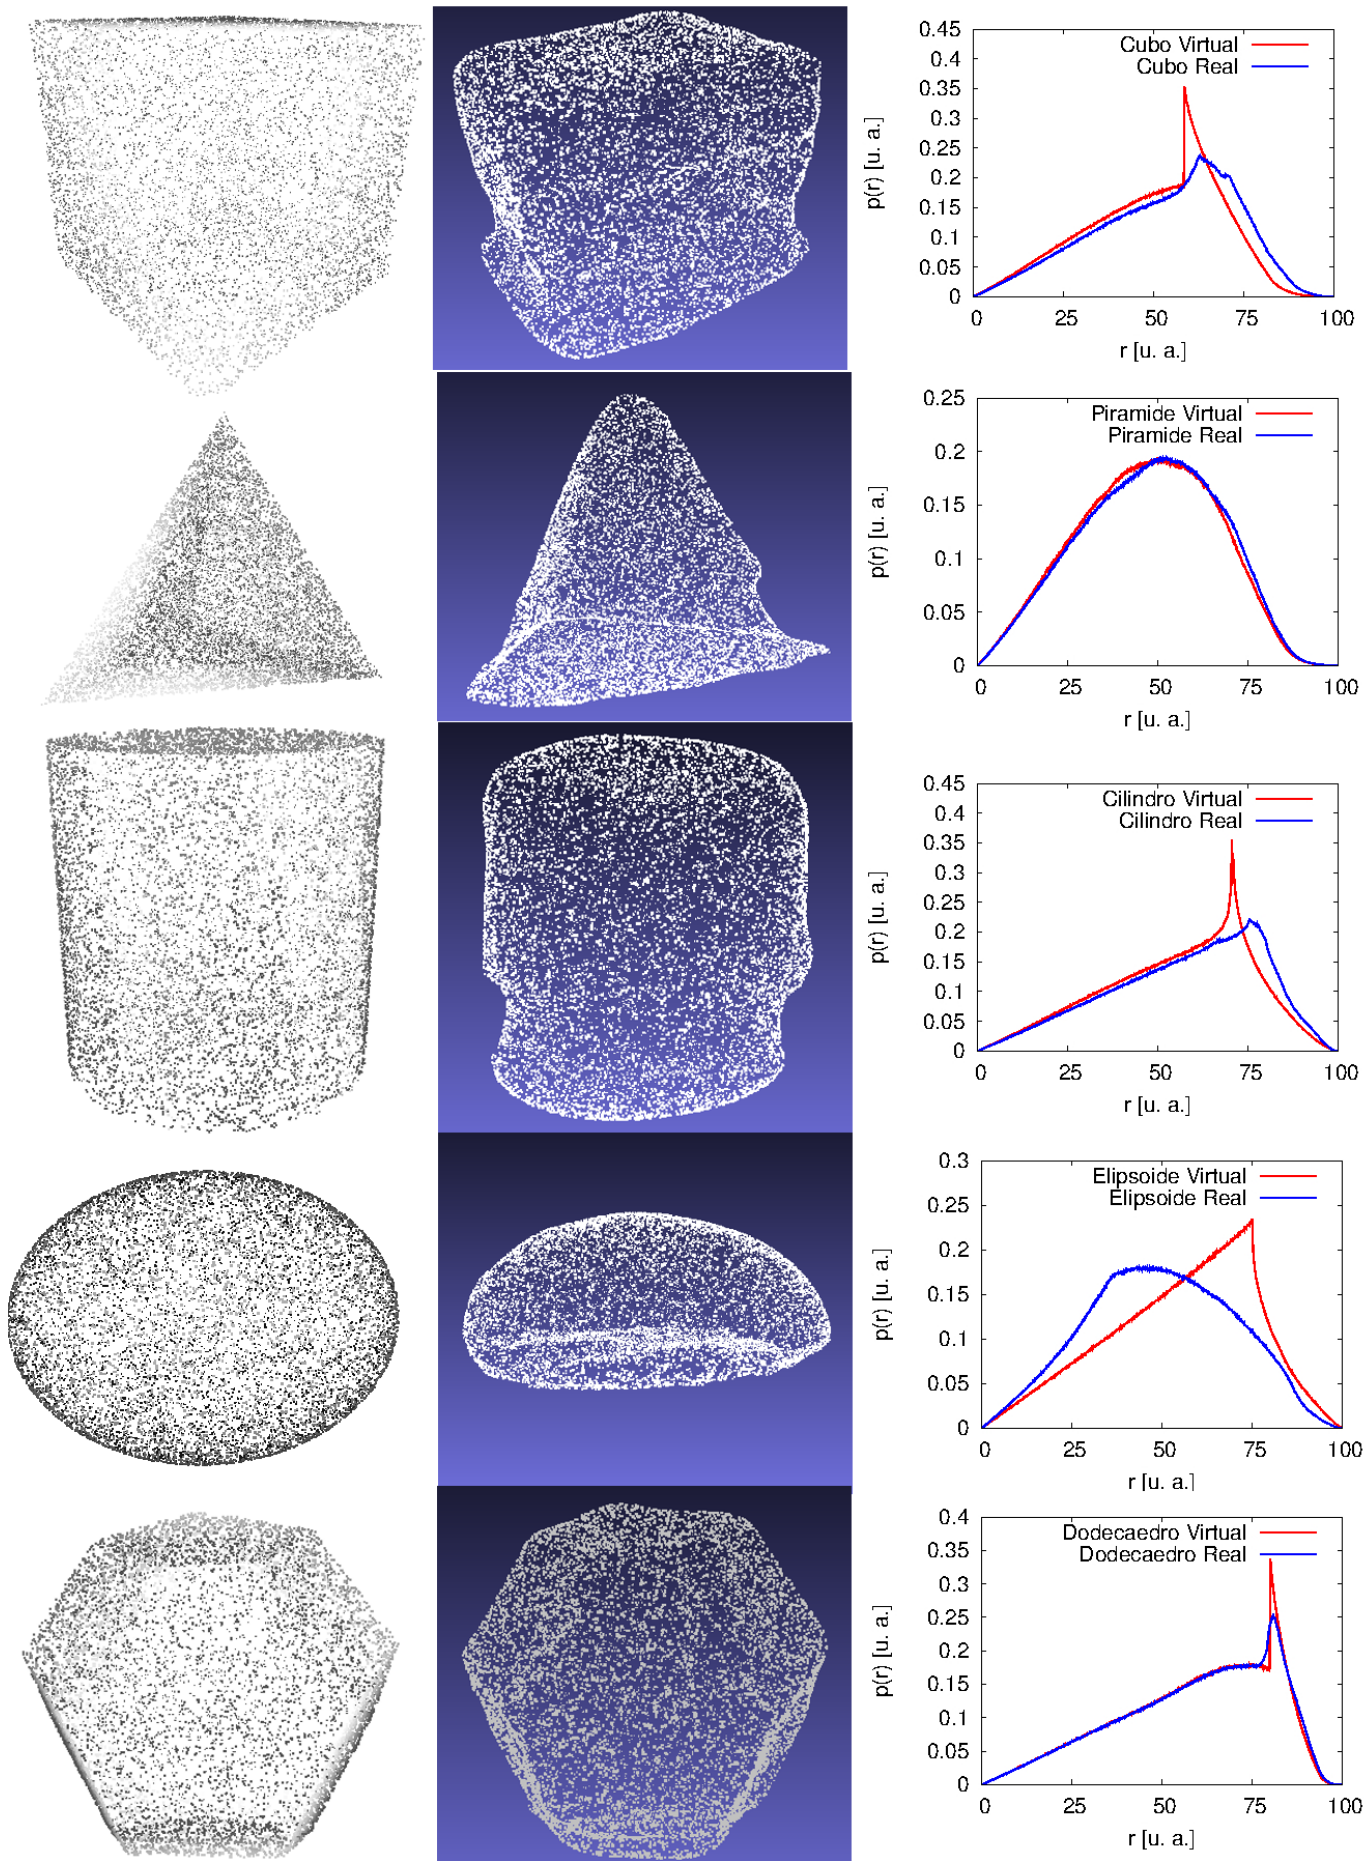 Cubo Virtual
Cubo Real
0.45
0.4
0.35
0.3
0.25
0.2
0.15
0.1
0.05
0
p(r) [u. a.]
0 25 50 75 100
r [u. a.]
Piramide Virtual
Piramide Real
0.25
0.2
0.15
0.1
0.05
0
p(r) [u. a.]
0 25 50 75 100
r [u. a.]
Cilindro Virtual
Cilindro Real
0.45
0.4
0.35
0.3
0.25
0.2
0.15
0.1
0.05
0
p(r) [u. a.]
0 25 50 75 100
r [u. a.]
Elipsoide Virtual
Elipsoide Real
0.3
0.25
0.2
0.15
0.1
0.05
0
p(r) [u. a.]
0 25 50 75 100
r [u. a.]
Dodecaedro Virtual
Dodecaedro Real
0.4
0.35
0.3
0.25
0.2
0.15
0.1
0.05
0
p(r) [u. a.]
0 25 50 75 100
r [u. a.]